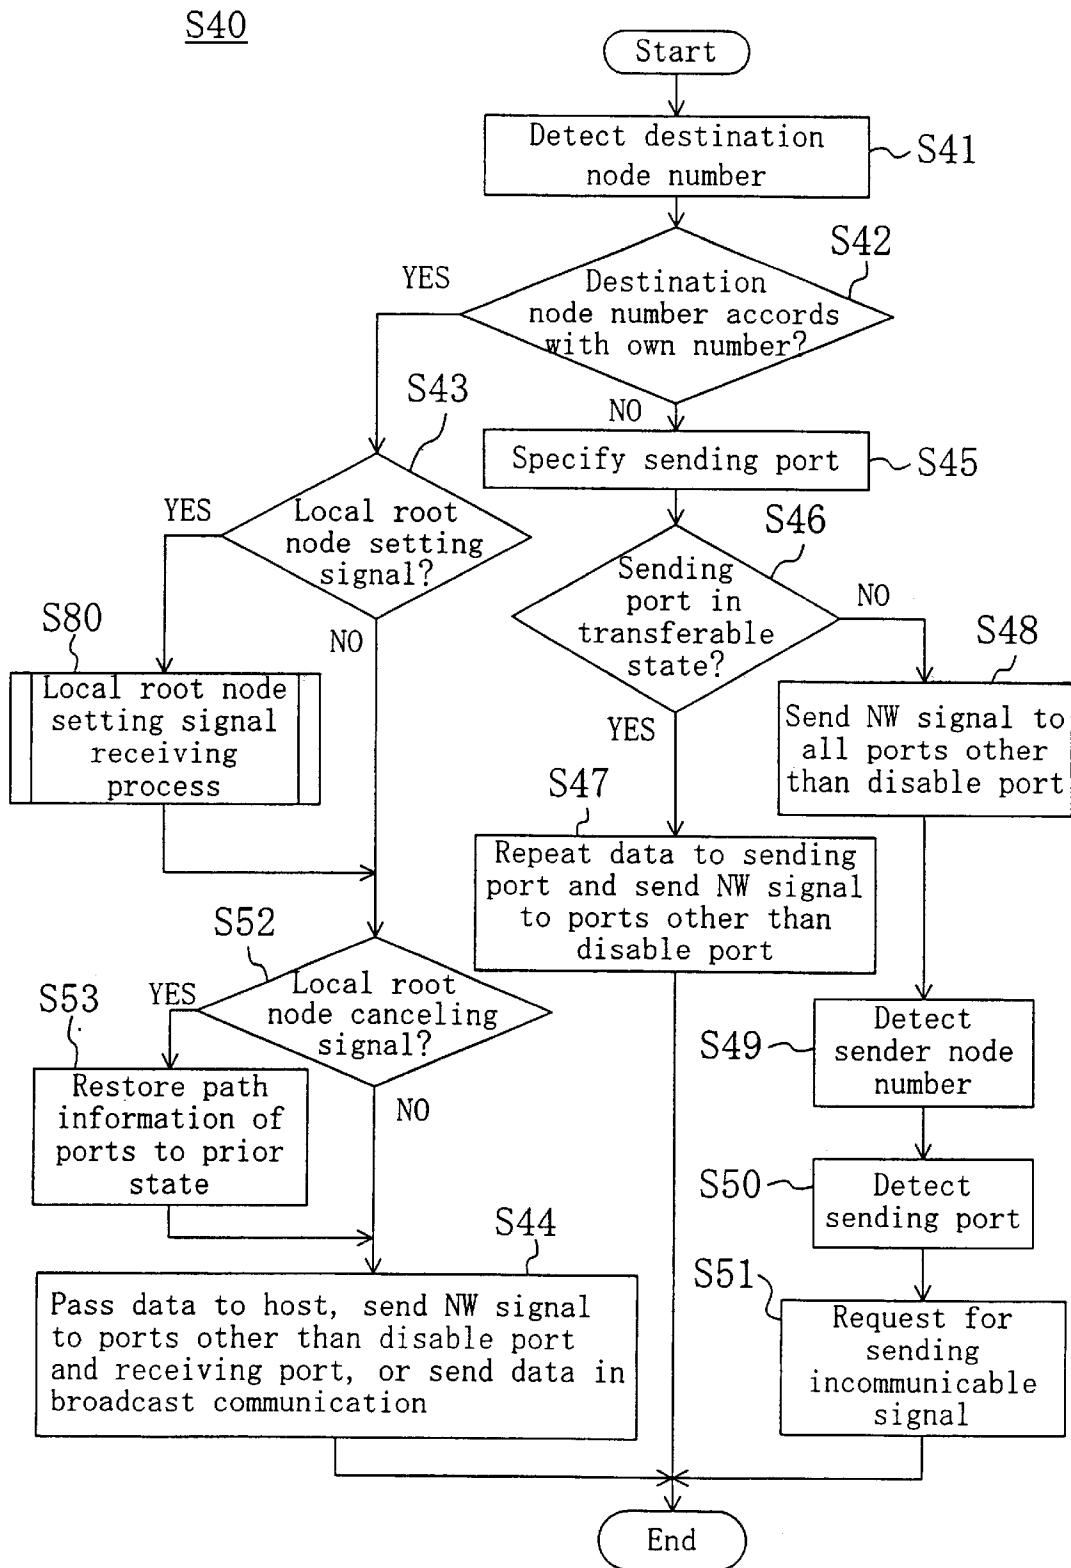 S40
Start
Detect destination
node number
S41
S42
Destination
node number accords
with own number?
YES
NO
S43
Specify sending port
S45
Local root
node setting
signal?
YES
NO
S46
Sending
port in
transferable
state?
NO
YES
S80
Local root node
setting signal
receiving
process
S48
Send NW signal to
all ports other
than disable port
S47
Repeat data to sending
port and send NW signal
to ports other than
disable port
S52
Local root
node canceling
signal?
YES
NO
S53
Restore path
information of
ports to prior
state
S49
Detect
sender node
number
S50
Detect
sending port
S44
Pass data to host, send NW signal
to ports other than disable port
and receiving port, or send data in
broadcast communication
S51
Request for
sending
incommunicable
signal
End